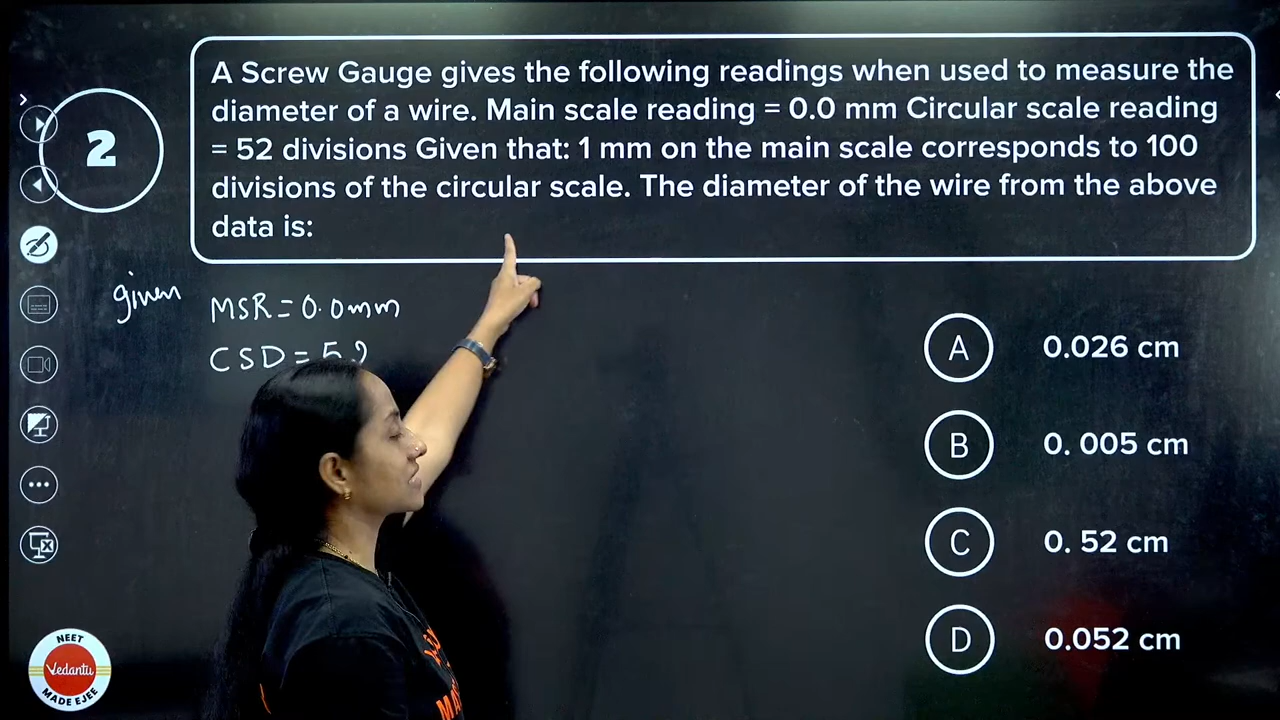 A Screw Gauge gives the following readings when used to measure the
diameter of a wire. Main scale reading = 0.0 mm Circular scale reading
= 52 divisions Given that: 1 mm on the main scale corresponds to 100
divisions of the circular scale. The diameter of the wire from the above
data is:
2
given MSR = 0.0mm
CSD = 52
A 0.026 cm
B 0. 005 cm
C 0. 52 cm
D 0.052 cm
NEET
Vedantu
MADE EJEE